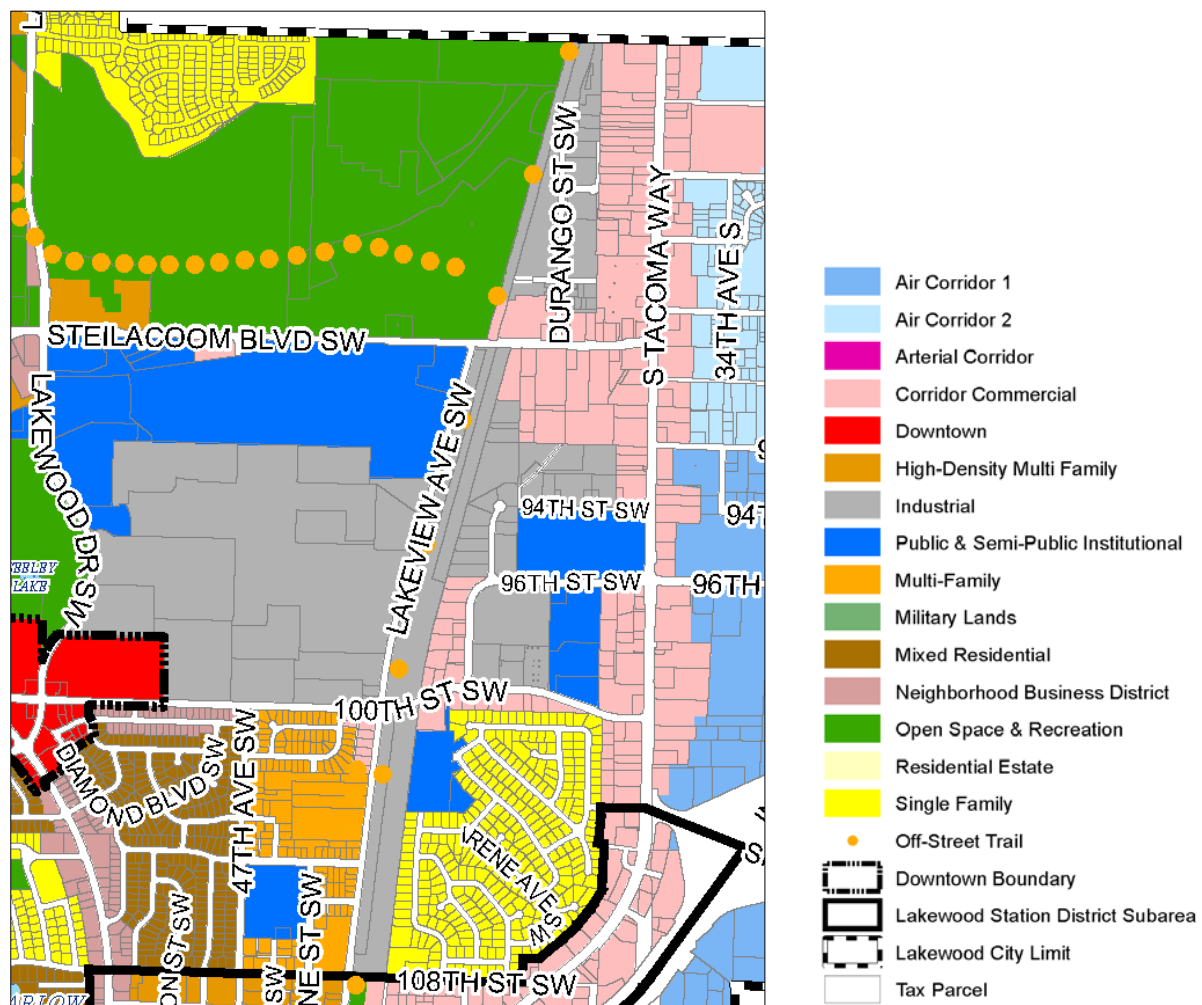 DURANGO ST SW
S TACOMA WAY
34TH AVE S
STEILACOOM BLVD SW
LAKEWOOD DR SW
LAKEVIEW AVE SW
94TH ST SW
96TH ST SW
96TH
LAKE
100TH ST SW
DIAMOND BLVD SW
47TH AVE SW
IRENE AVE SW
108TH ST SW
Air Corridor 1
Air Corridor 2
Arterial Corridor
Corridor Commercial
Downtown
High-Density Multi Family
Industrial
Public & Semi-Public Institutional
Multi-Family
Military Lands
Mixed Residential
Neighborhood Business District
Open Space & Recreation
Residential Estate
Single Family
Off-Street Trail
Downtown Boundary
Lakewood Station District Subarea
Lakewood City Limit
Tax Parcel